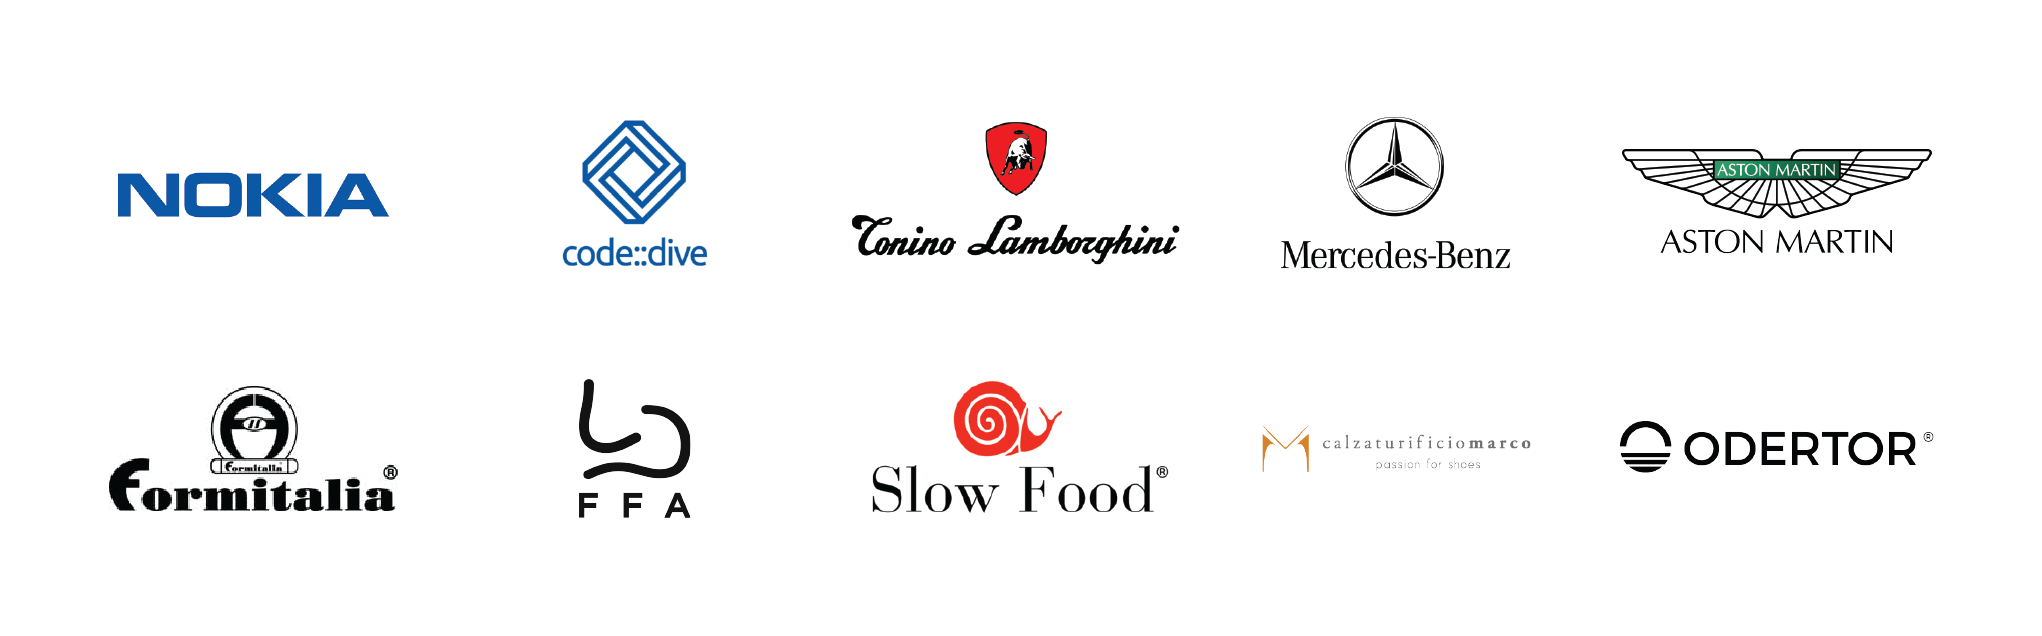 NOKIA
code::dive
Tonino Lamborghini
Mercedes-Benz
ASTON MARTIN
ASTON MARTIN
Formitalia
Formitalia®
FFA
Slow Food®
calzaturificiomarco
passion for shoes
ODERTOR®